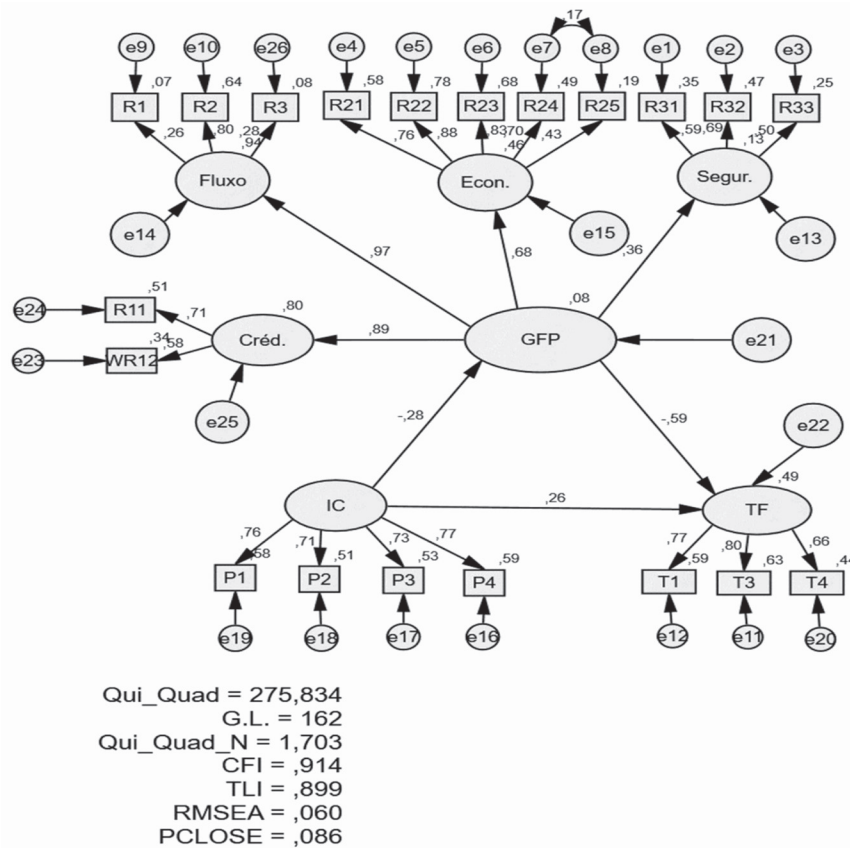 ,17
e9 e10 e26 e4 e5 e6 e7 e8 e1 e2 e3
,07 ,64 ,08 ,58 ,78 ,68 ,49 ,19 ,35 ,47 ,25
R1 R2 R3 R21 R22 R23 R24 R25 R31 R32 R33
,26 ,80 ,28 ,76 ,88 ,83 ,70 ,43 ,59 ,69 ,50
,94 ,46 ,13
Fluxo Econ. Segur.
e14 e15 e13
,97 ,68 ,36
,51
e24 R11 ,71 ,80 ,08
Créd. ,89 GFP e21
,34
e23 WR12 ,58
e25
-,28 -,59 e22
,49
IC ,26 TF
,76 ,71 ,73 ,77 ,77 ,80 ,66
,58 ,51 ,53 ,59 ,59 ,63 ,44
P1 P2 P3 P4 T1 T3 T4
e19 e18 e17 e16 e12 e11 e20
Qui_Quad = 275,834
G.L. = 162
Qui_Quad_N = 1,703
CFI = ,914
TLI = ,899
RMSEA = ,060
PCLOSE = ,086